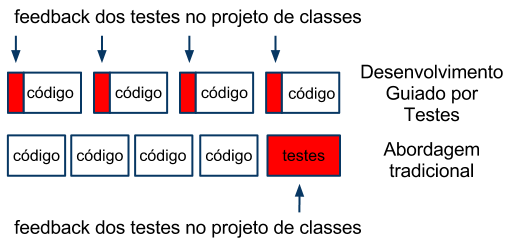 feedback dos testes no projeto de classes
código código código código
Desenvolvimento
Guiado por
Testes
código código código código testes
Abordagem
tradicional
feedback dos testes no projeto de classes